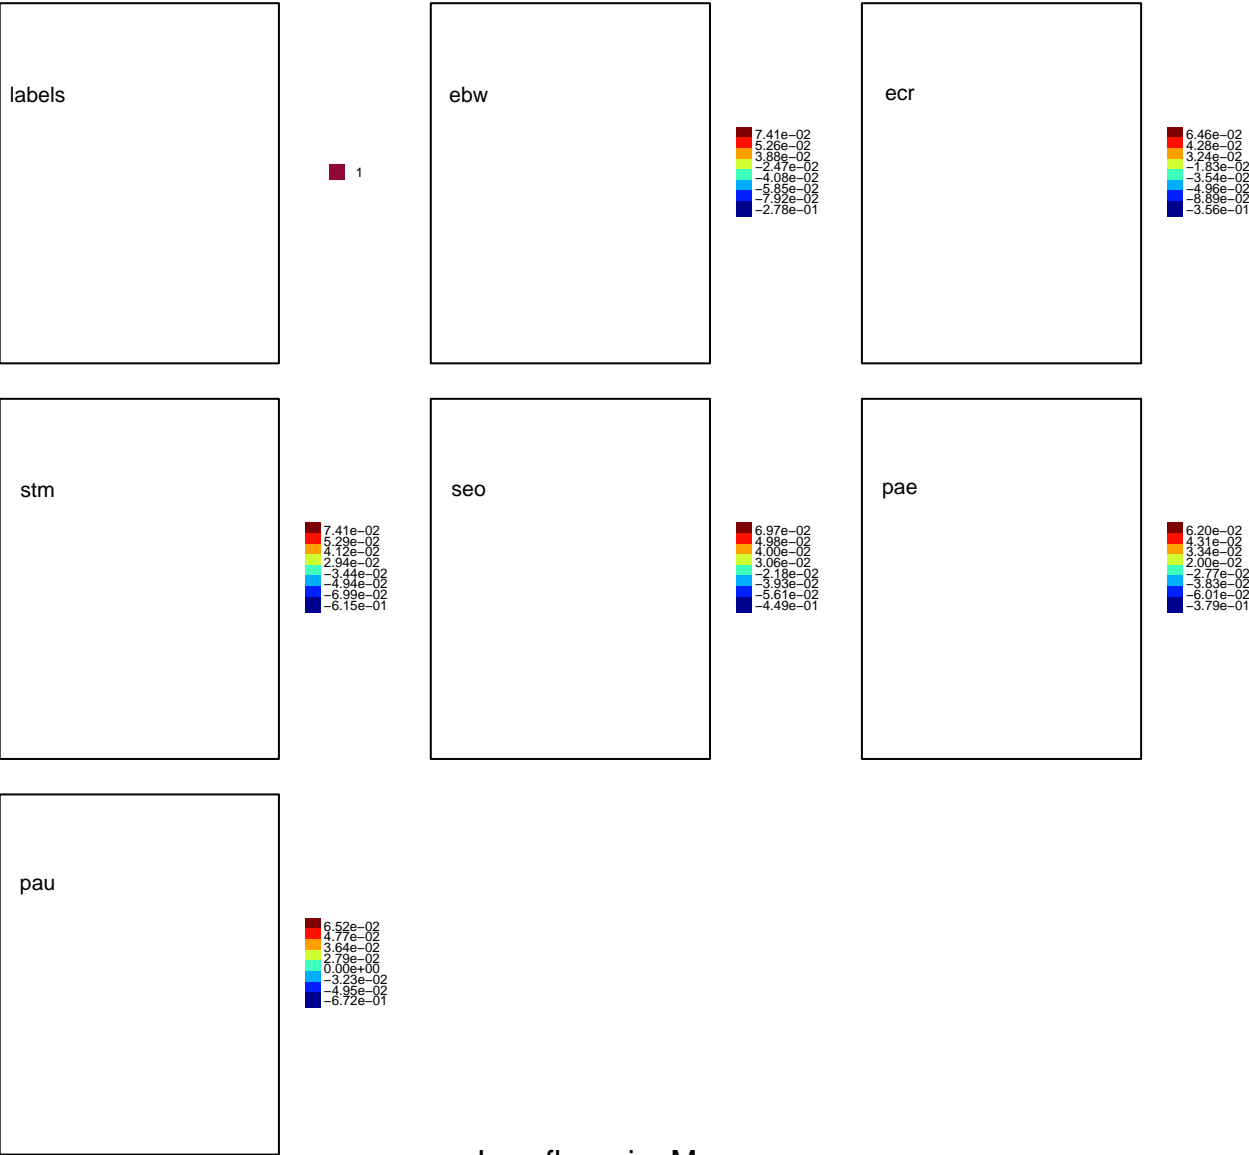 labels
1
ebw
7.41e−02
5.26e−02
3.88e−02
−2.47e−02
−4.08e−02
−5.85e−02
−7.92e−02
−2.78e−01
ecr
6.46e−02
4.28e−02
3.24e−02
−1.83e−02
−3.54e−02
−4.96e−02
−8.89e−02
−3.56e−01
stm
7.41e−02
5.29e−02
4.12e−02
2.94e−02
−3.44e−02
−4.94e−02
−6.99e−02
−6.15e−01
seo
6.97e−02
4.98e−02
4.00e−02
3.06e−02
−2.18e−02
−3.93e−02
−5.61e−02
−4.49e−01
pae
6.20e−02
4.31e−02
3.34e−02
2.00e−02
−2.77e−02
−3.83e−02
−6.01e−02
−3.79e−01
pau
6.52e−02
4.77e−02
3.64e−02
2.79e−02
0.00e+00
−3.23e−02
−4.95e−02
−6.72e−01